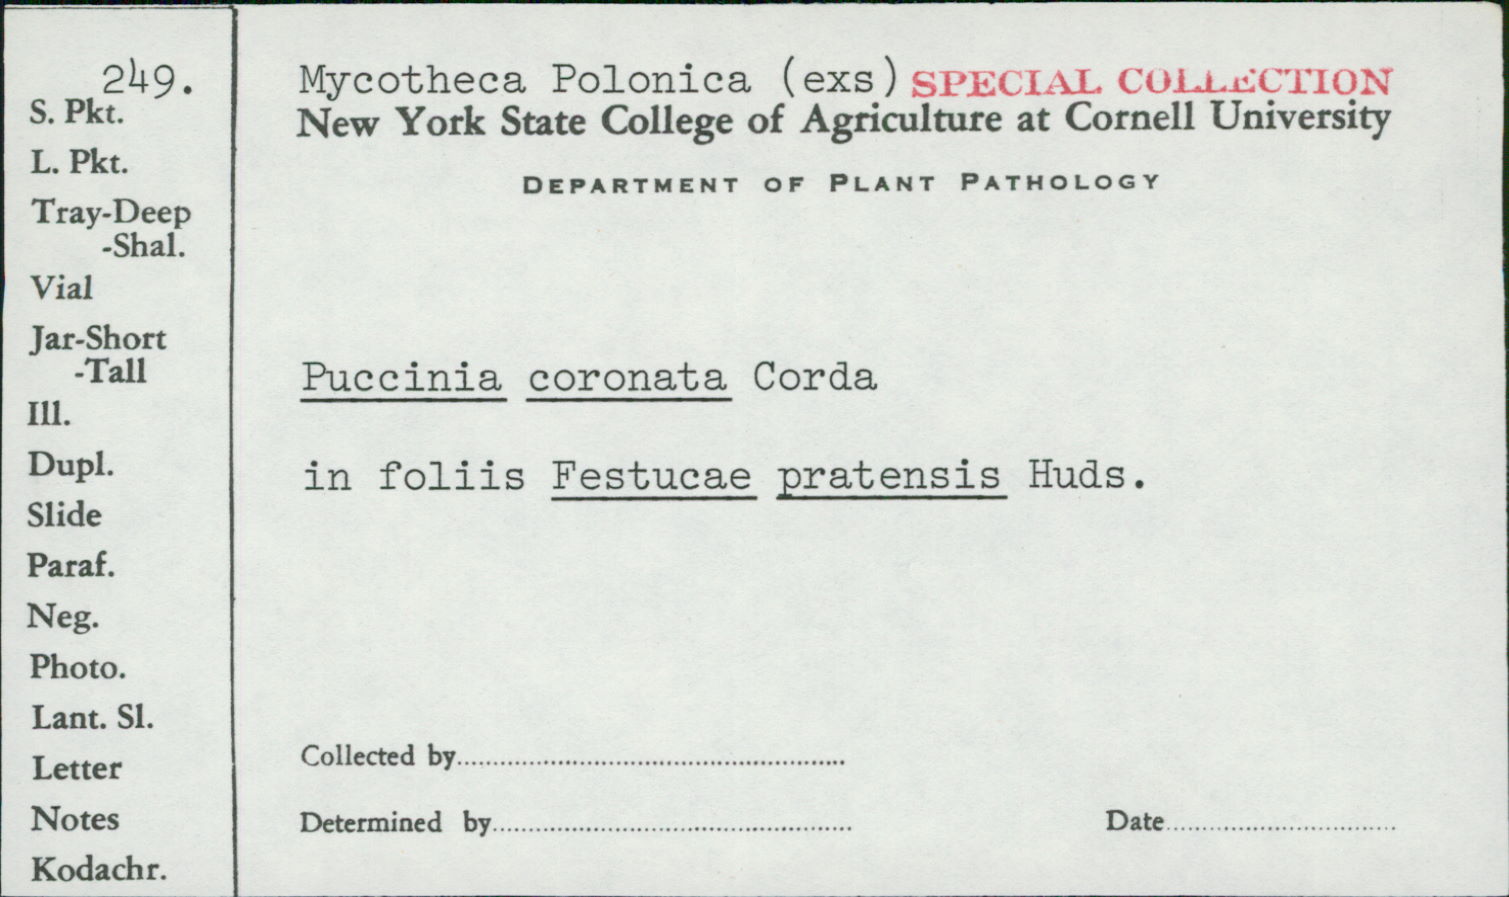 249.
S. Pkt.
L. Pkt.
Tray-Deep
-Shal.
Vial
Jar-Short
-Tall
Ill.
Dupl.
Slide
Paraf.
Neg.
Photo.
Lant. Sl.
Letter
Notes
Kodachr.
Mycotheca Polonica (exs) SPECIAL COLLECTION
New York State College of Agriculture at Cornell University
DEPARTMENT OF PLANT PATHOLOGY
Puccinia coronata Corda
in foliis Festucae pratensis Huds.
Collected by
Determined by Date